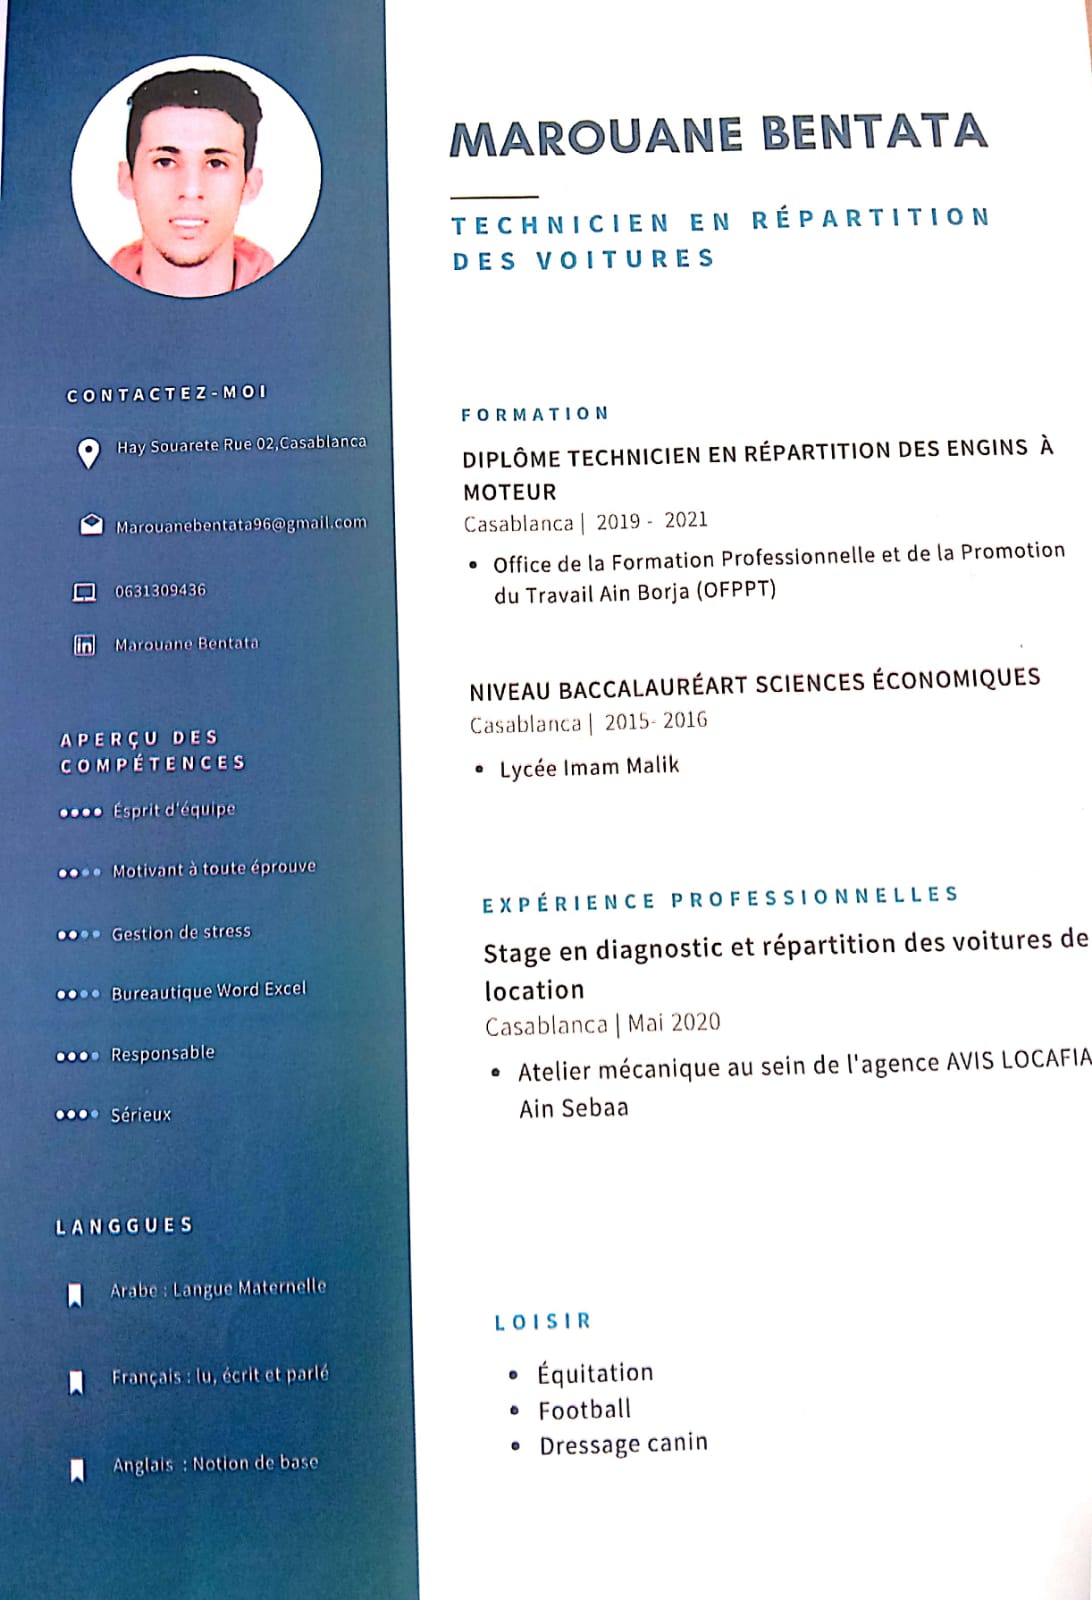 MAROUANE BENTATA
TECHNICIEN EN RÉPARTITION
DES VOITURES
CONTACTEZ-MOI
Hay Souarete Rue 02,Casablanca
Marouanebentata96@gmail.com
0631309436
in
Marouane Bentata
APERÇU DES
COMPÉTENCES
Ésprit d'équipe
Motivant à toute éprouve
Gestion de stress
Bureautique Word Excel
Responsable
Sérieux
LANGGUES
Arabe : Langue Maternelle
Français : lu, écrit et parlé
Anglais : Notion de base
FORMATION
DIPLÔME TECHNICIEN EN RÉPARTITION DES ENGINS À
MOTEUR
Casablanca | 2019 - 2021
• Office de la Formation Professionnelle et de la Promotion
du Travail Ain Borja (OFPPT)
NIVEAU BACCALAURÉART SCIENCES ÉCONOMIQUES
Casablanca | 2015- 2016
• Lycée Imam Malik
EXPÉRIENCE PROFESSIONNELLES
Stage en diagnostic et répartition des voitures de
location
Casablanca | Mai 2020
• Atelier mécanique au sein de l'agence AVIS LOCAFIA
Ain Sebaa
LOISIR
• Équitation
• Football
• Dressage canin